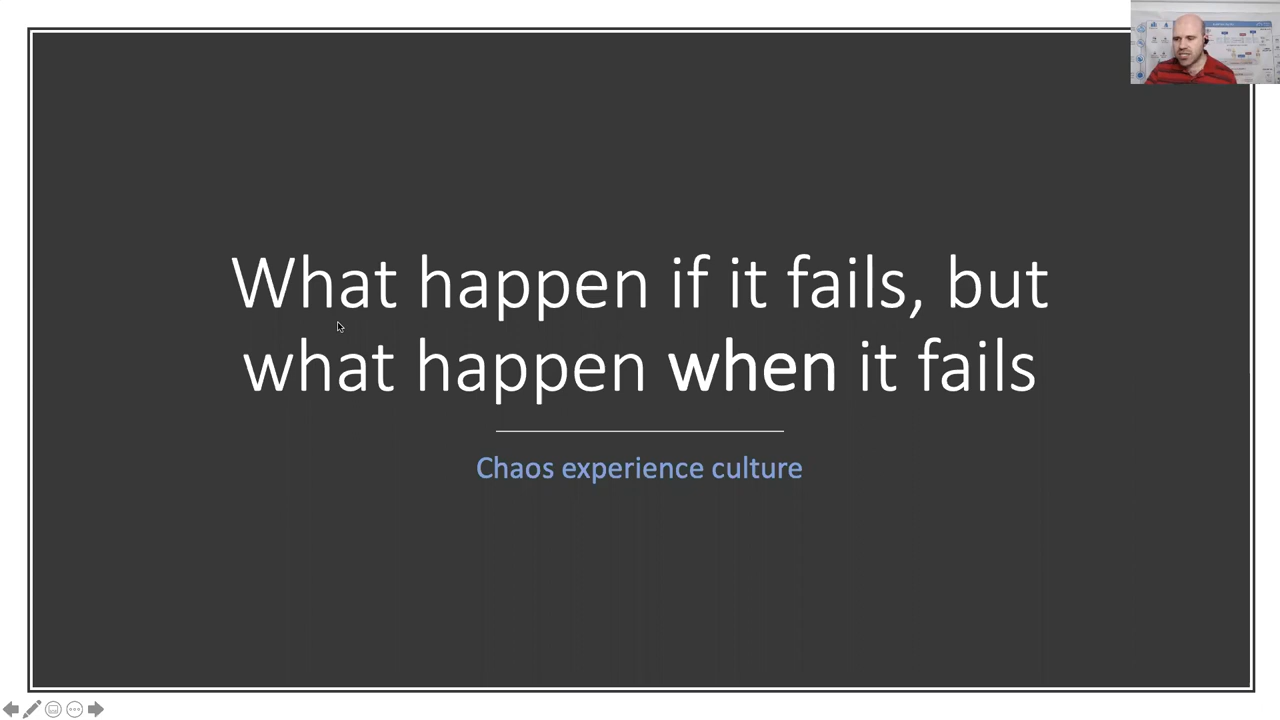 What happen if it fails, but
what happen when it fails
Chaos experience culture